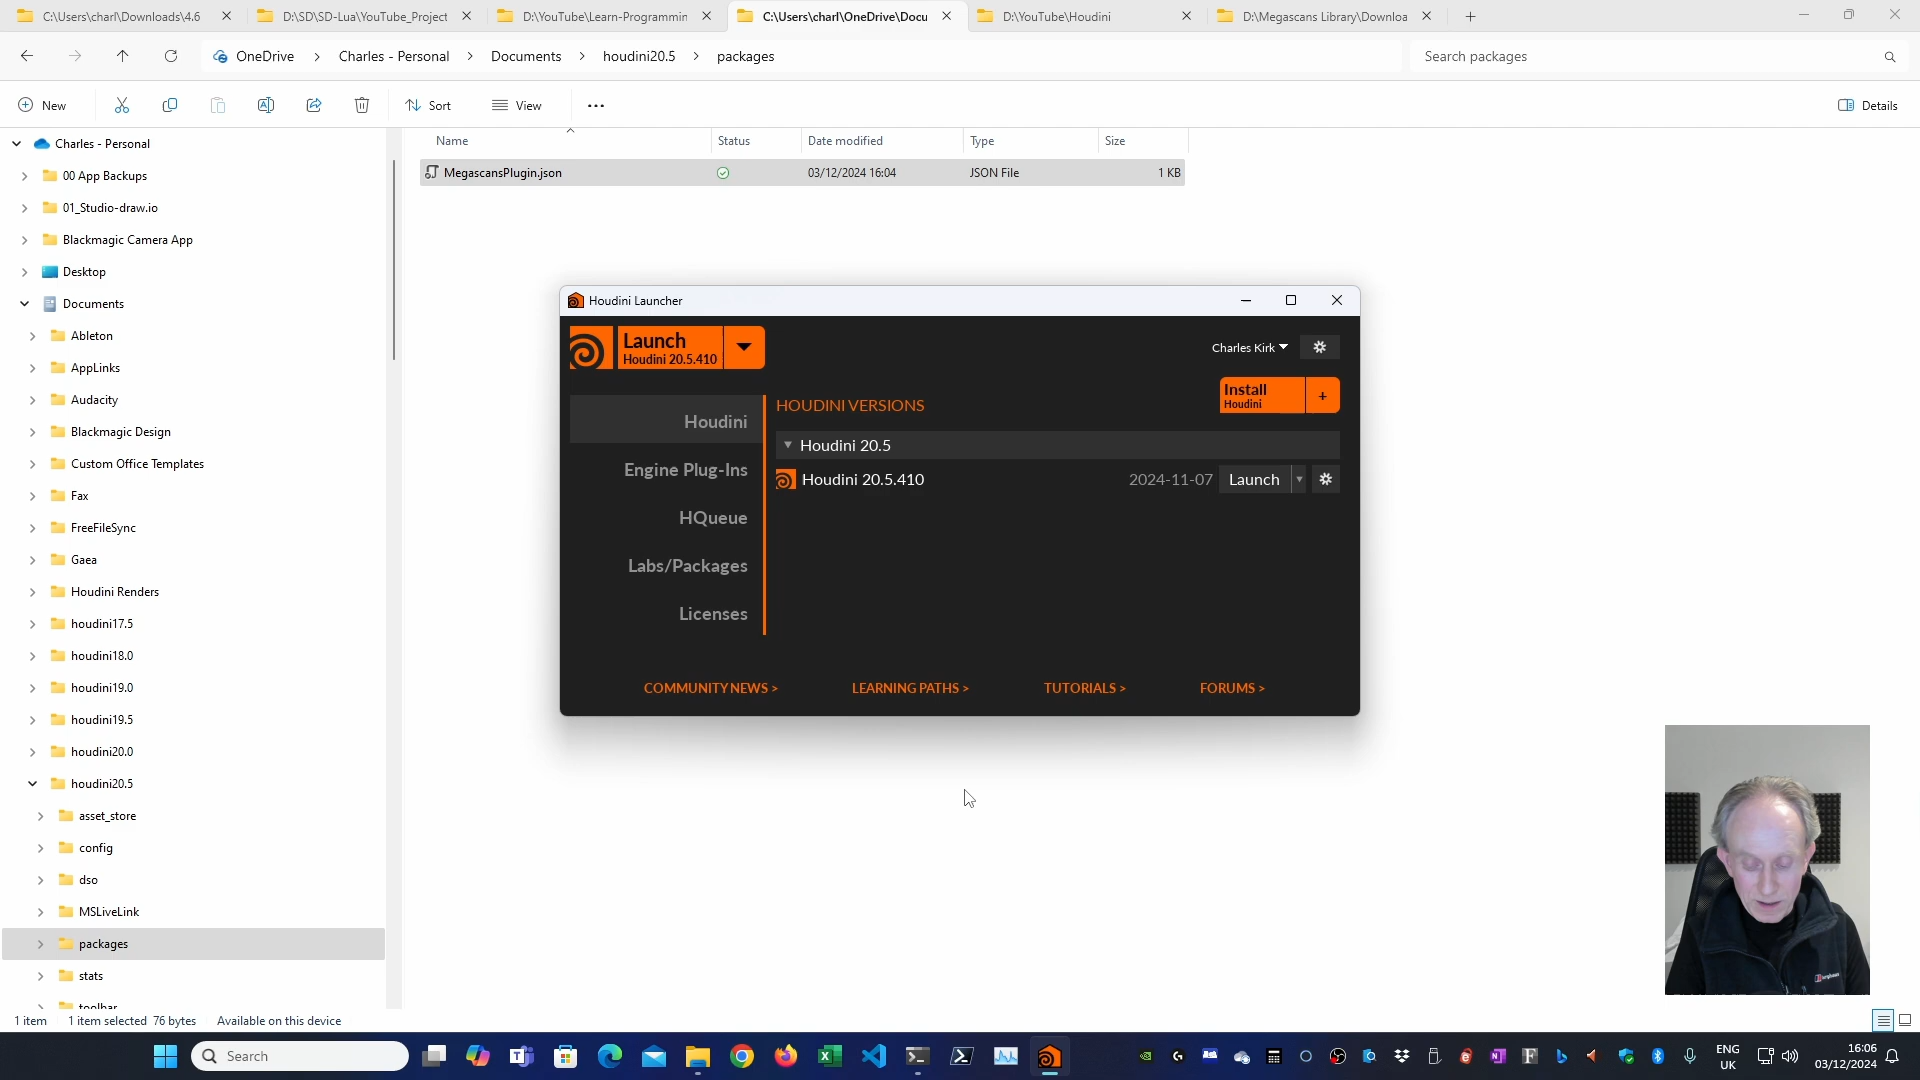 C:\Users\charl\Downloads\4.6
D:\SD\SD-Lua\YouTube_Project
D:\YouTube\Learn-Programmin
C:\Users\charl\OneDrive\Docu
D:\YouTube\Houdini
D:\Megascans Library\Downloa
OneDrive
Charles - Personal
Documents
houdini20.5
packages
Search packages
New
Sort
View
Details
Name
Status
Date modified
Type
Size
MegascansPlugin.json
03/12/2024 16:04
JSON File
1 KB
Charles - Personal
00 App Backups
01_Studio-draw.io
Blackmagic Camera App
Desktop
Documents
Ableton
AppLinks
Audacity
Blackmagic Design
Custom Office Templates
Fax
FreeFileSync
Gaea
Houdini Renders
houdini17.5
houdini18.0
houdini19.0
houdini19.5
houdini20.0
houdini20.5
asset_store
config
dso
MSLiveLink
packages
stats
toolbar
Houdini Launcher
Launch
Houdini 20.5.410
Charles Kirk
Install
Houdini
+
Houdini
Engine Plug-Ins
HQueue
Labs/Packages
Licenses
HOUDINI VERSIONS
Houdini 20.5
Houdini 20.5.410
2024-11-07
Launch
COMMUNITY NEWS >
LEARNING PATHS >
TUTORIALS >
FORUMS >
1 item
1 item selected 76 bytes
Available on this device
Search
ENG
UK
16:06
03/12/2024